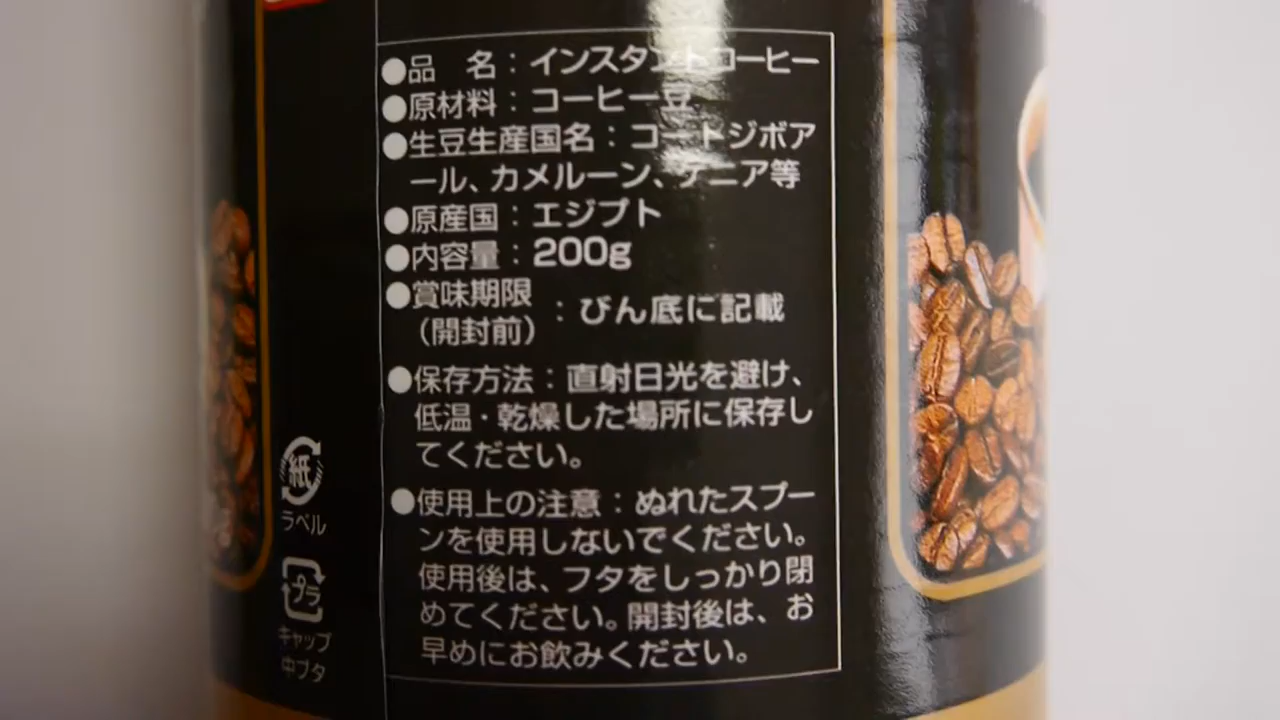 ●品　名：インスタントコーヒー
●原材料：コーヒー豆
●生豆生産国名：コートジボア
ール、カメルーン、ケニア等
●原産国：エジプト
●内容量：200g
●賞味期限
（開封前）：びん底に記載
●保存方法：直射日光を避け、
低温・乾燥した場所に保存し
てください。
●使用上の注意：ぬれたスプー
ンを使用しないでください。
使用後は、フタをしっかり閉
めてください。開封後は、お
早めにお飲みください。
紙
ラベル
プラ
キャップ
中ブタ